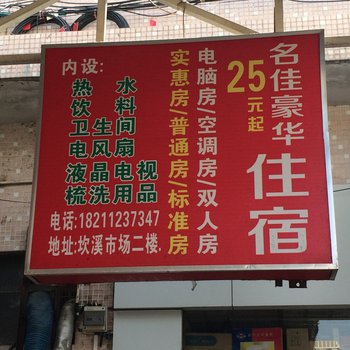 名佳豪华住宿
25元起
电脑房/空调房/双人房
实惠房/普通房/标准房
内设:
热 水
饮 料
卫生间
电风扇
液晶电视
梳洗用品
电话:18211237347
地址:坎溪市场二楼.